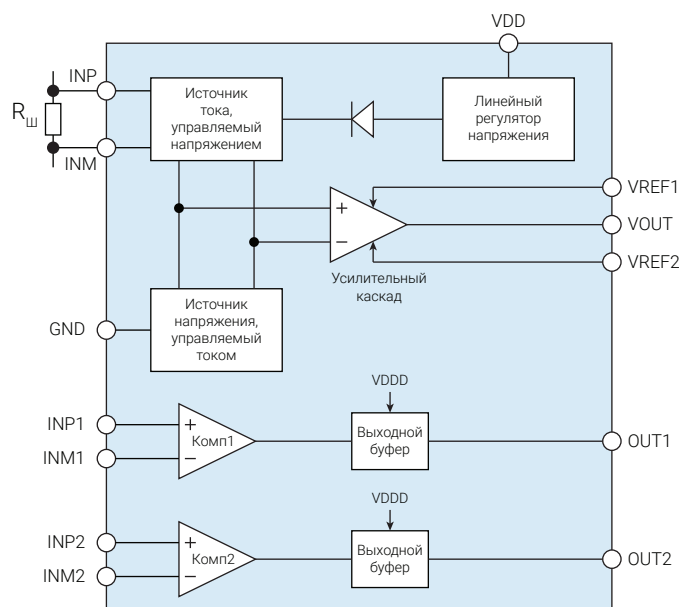 VDD
INP
Rш
INM
Источник
тока,
управляемый
напряжением
Линейный
регулятор
напряжения
VREF1
+
VOUT
−
VREF2
Усилительный
каскад
GND
Источник
напряжения,
управляемый
током
VDDD
INP1
+
Комп1
INM1
−
Выходной
буфер
OUT1
VDDD
INP2
+
Комп2
INM2
−
Выходной
буфер
OUT2